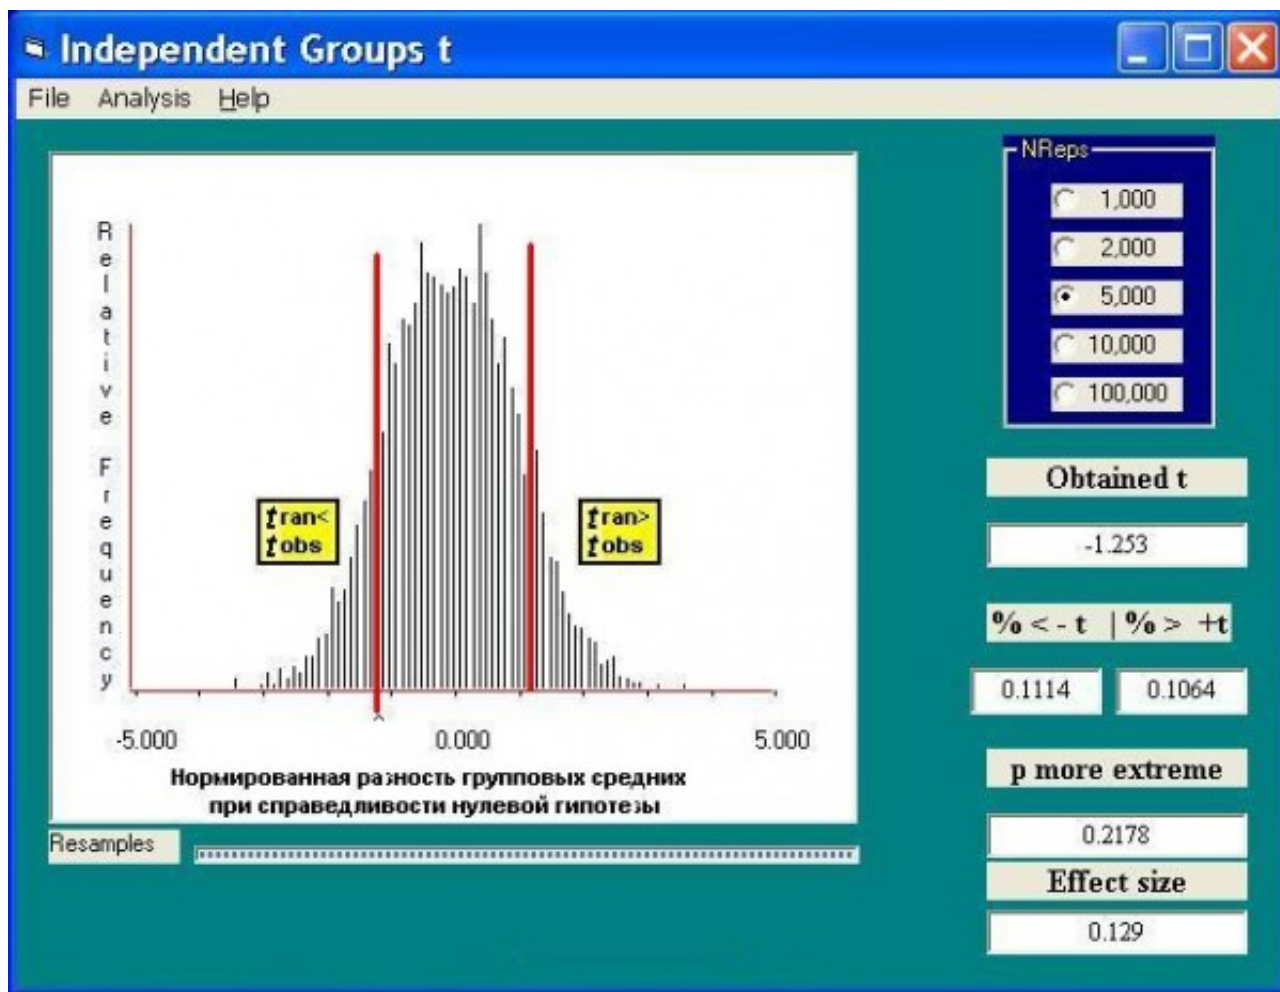 Independent Groups t
File Analysis Help
Relative Frequency
tran<
tobs
tran>
tobs
-5.000 0.000 5.000
Нормированная разность групповых средних
при справедливости нулевой гипотезы
Resamples
NReps
1,000
2,000
5,000
10,000
100,000
Obtained t
-1.253
% < - t | % > +t
0.1114 0.1064
p more extreme
0.2178
Effect size
0.129